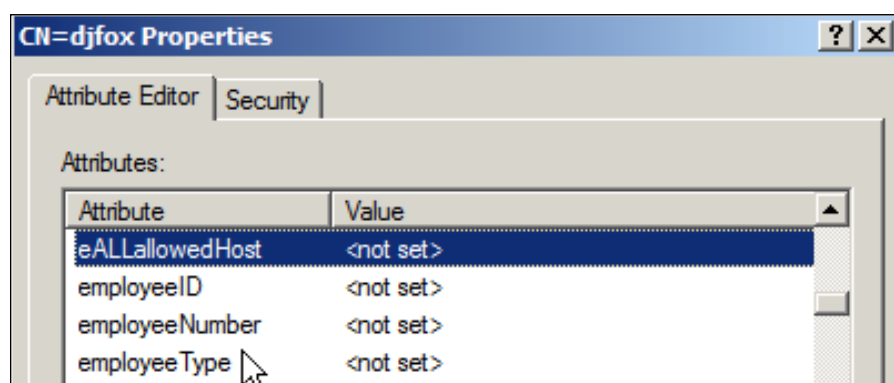 CN=djfox Properties
Attribute Editor Security
Attributes:
Attribute Value
eALLallowedHost <not set>
employeeID <not set>
employeeNumber <not set>
employeeType <not set>